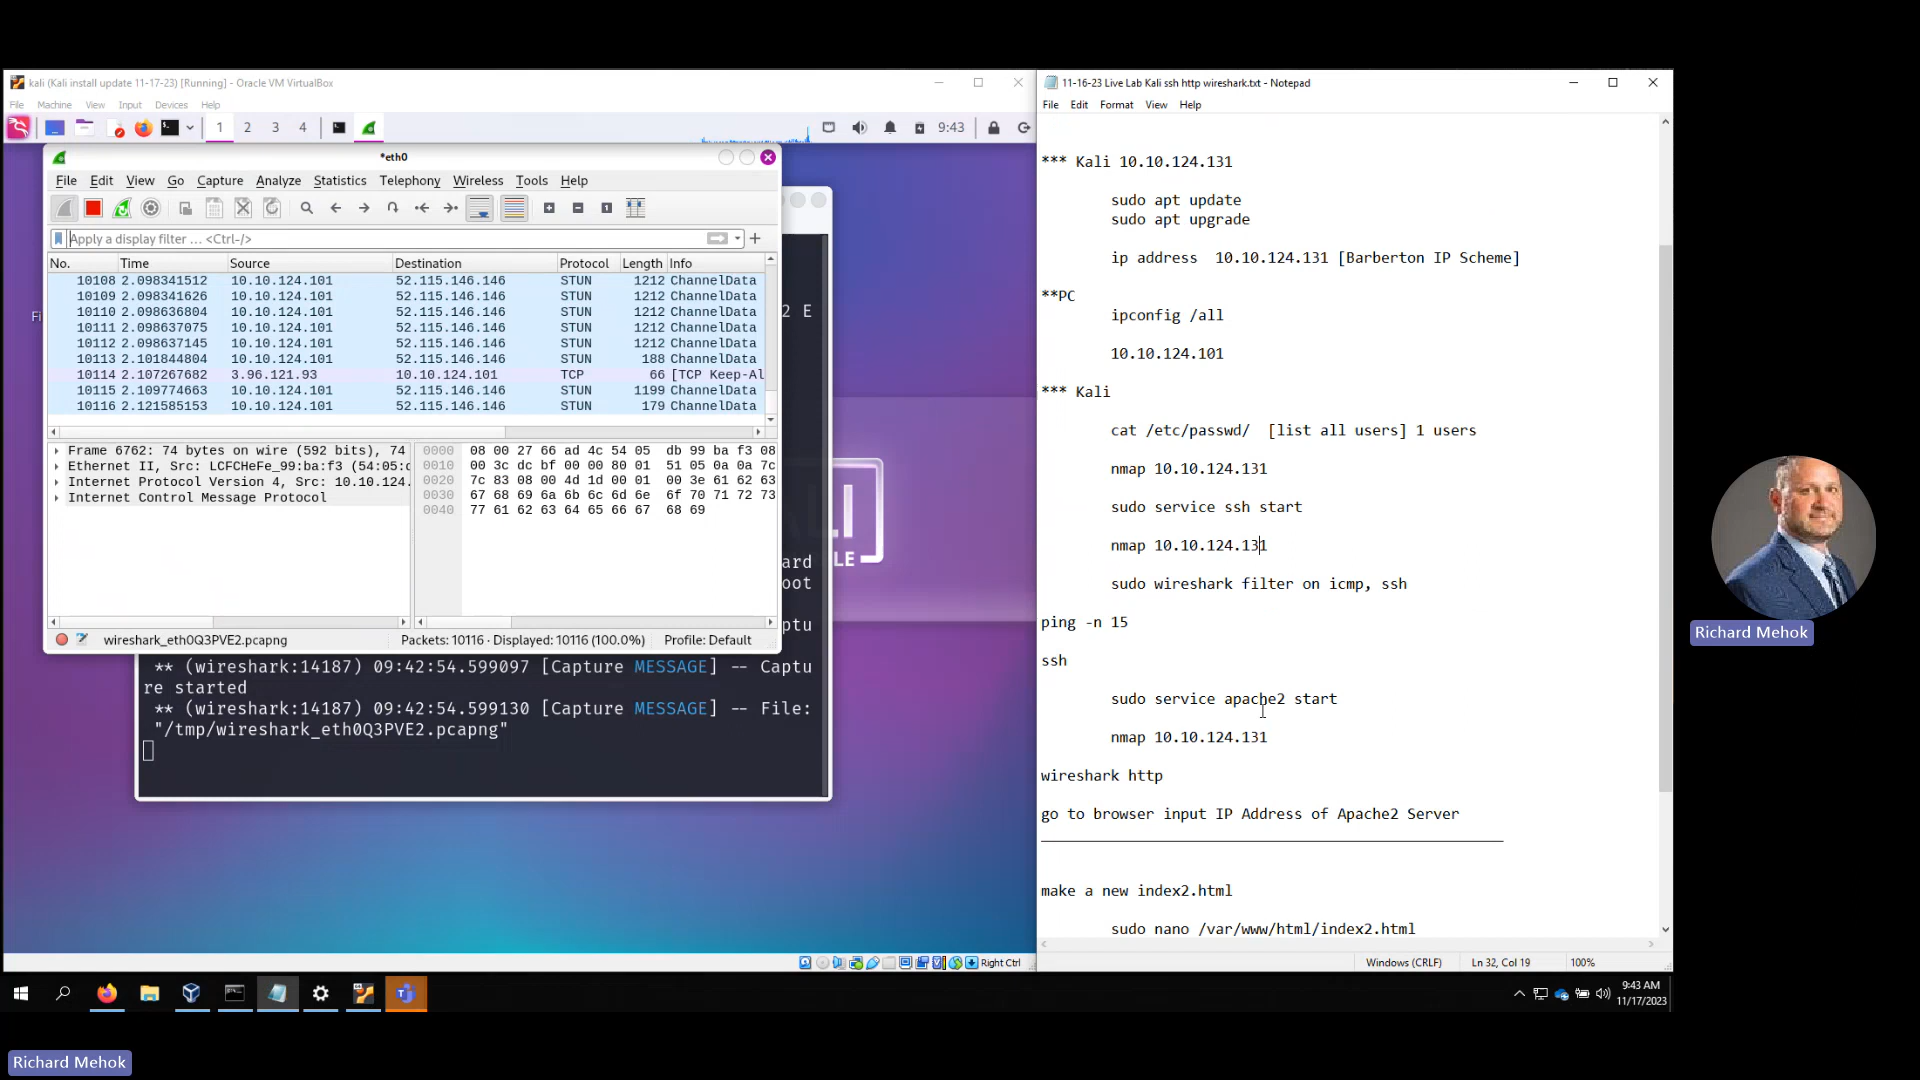 kali (Kali install update 11-17-23) [Running] - Oracle VM VirtualBox
File Machine View Input Devices Help
1 2 3 4 9:43
*eth0
File Edit View Go Capture Analyze Statistics Telephony Wireless Tools Help
Apply a display filter ... <Ctrl-/>
No. Time Source Destination Protocol Length Info
10108 2.098341512 10.10.124.101 52.115.146.146 STUN 1212 ChannelData
10109 2.098341626 10.10.124.101 52.115.146.146 STUN 1212 ChannelData
10110 2.098636804 10.10.124.101 52.115.146.146 STUN 1212 ChannelData
10111 2.098637075 10.10.124.101 52.115.146.146 STUN 1212 ChannelData
10112 2.098637145 10.10.124.101 52.115.146.146 STUN 1212 ChannelData
10113 2.101844804 10.10.124.101 52.115.146.146 STUN 188 ChannelData
10114 2.107267682 3.96.121.93 10.10.124.101 TCP 66 [TCP Keep-Al
10115 2.109774663 10.10.124.101 52.115.146.146 STUN 1199 ChannelData
10116 2.121585153 10.10.124.101 52.115.146.146 STUN 179 ChannelData
Frame 6762: 74 bytes on wire (592 bits), 74
Ethernet II, Src: LCFCHeFe_99:ba:f3 (54:05:
Internet Protocol Version 4, Src: 10.10.124.
Internet Control Message Protocol
0000 08 00 27 66 ad 4c 54 05 db 99 ba f3 08
0010 00 3c dc bf 00 00 80 01 51 05 0a 0a 7c
0020 7c 83 08 00 4d 1d 00 01 00 3e 61 62 63
0030 67 68 69 6a 6b 6c 6d 6e 6f 70 71 72 73
0040 77 61 62 63 64 65 66 67 68 69
wireshark_eth0Q3PVE2.pcapng Packets: 10116 · Displayed: 10116 (100.0%) Profile: Default
Fi
2 E
ard
oot
ptu
LI
LE
** (wireshark:14187) 09:42:54.599097 [Capture MESSAGE] -- Captu
re started
** (wireshark:14187) 09:42:54.599130 [Capture MESSAGE] -- File:
"/tmp/wireshark_eth0Q3PVE2.pcapng"
Right Ctrl
11-16-23 Live Lab Kali ssh http wireshark.txt - Notepad
File Edit Format View Help
*** Kali 10.10.124.131
sudo apt update
sudo apt upgrade
ip address 10.10.124.131 [Barberton IP Scheme]
**PC
ipconfig /all
10.10.124.101
*** Kali
cat /etc/passwd/ [list all users] 1 users
nmap 10.10.124.131
sudo service ssh start
nmap 10.10.124.131
sudo wireshark filter on icmp, ssh
ping -n 15
ssh
sudo service apache2 start
nmap 10.10.124.131
wireshark http
go to browser input IP Address of Apache2 Server
make a new index2.html
sudo nano /var/www/html/index2.html
Windows (CRLF) Ln 32, Col 19 100%
9:43 AM
11/17/2023
Richard Mehok
Richard Mehok